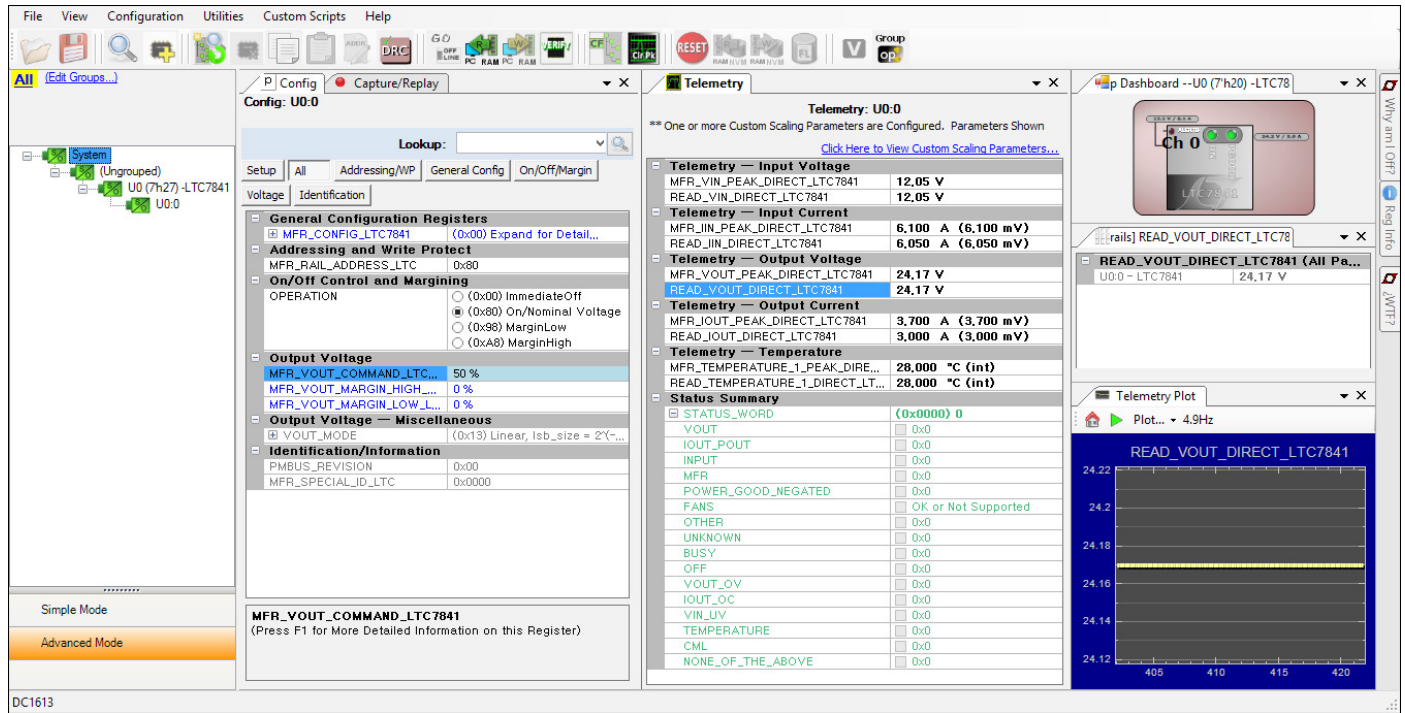 File View Configuration Utilities Custom Scripts Help
GO OFF LINE PC RAM PC RAM VERIFY CF Clr Pk RESET RAM NVM RAM NVM FL V Group Op
DRC
ADDR
All (Edit Groups...)
System
(Ungrouped)
U0 (7h27) -LTC7841
U0:0
Simple Mode
Advanced Mode
Config Capture/Replay
Config: U0:0
Lookup:
Setup All Addressing/WP General Config On/Off/Margin
Voltage Identification
General Configuration Registers
MFR_CONFIG_LTC7841 (0x00) Expand for Detail...
Addressing and Write Protect
MFR_RAIL_ADDRESS_LTC 0x80
On/Off Control and Margining
OPERATION (0x00) ImmediateOff
(0x80) On/Nominal Voltage
(0x98) MarginLow
(0xA8) MarginHigh
Output Voltage
MFR_VOUT_COMMAND_LTC... 50 %
MFR_VOUT_MARGIN_HIGH_... 0 %
MFR_VOUT_MARGIN_LOW_L... 0 %
Output Voltage — Miscellaneous
VOUT_MODE (0x13) Linear, lsb_size = 2^(-...
Identification/Information
PMBUS_REVISION 0x00
MFR_SPECIAL_ID_LTC 0x0000
MFR_VOUT_COMMAND_LTC7841
(Press F1 for More Detailed Information on this Register)
Telemetry
Telemetry: U0:0
** One or more Custom Scaling Parameters are Configured. Parameters Shown
Click Here to View Custom Scaling Parameters...
Telemetry — Input Voltage
MFR_VIN_PEAK_DIRECT_LTC7841 12.05 V
READ_VIN_DIRECT_LTC7841 12.05 V
Telemetry — Input Current
MFR_IIN_PEAK_DIRECT_LTC7841 6,100 A (6,100 mV)
READ_IIN_DIRECT_LTC7841 6,050 A (6,050 mV)
Telemetry — Output Voltage
MFR_VOUT_PEAK_DIRECT_LTC7841 24.17 V
READ_VOUT_DIRECT_LTC7841 24.17 V
Telemetry — Output Current
MFR_IOUT_PEAK_DIRECT_LTC7841 3,700 A (3,700 mV)
READ_IOUT_DIRECT_LTC7841 3,000 A (3,000 mV)
Telemetry — Temperature
MFR_TEMPERATURE_1_PEAK_DIRE... 28,000 °C (int)
READ_TEMPERATURE_1_DIRECT_LT... 28,000 °C (int)
Status Summary
STATUS_WORD (0x0000) 0
VOUT 0x0
IOUT_POUT 0x0
INPUT 0x0
MFR 0x0
POWER_GOOD_NEGATED 0x0
FANS OK or Not Supported
OTHER 0x0
UNKNOWN 0x0
BUSY 0x0
OFF 0x0
VOUT_OV 0x0
IOUT_OC 0x0
VIN_UV 0x0
TEMPERATURE 0x0
CML 0x0
NONE_OF_THE_ABOVE 0x0
p Dashboard --U0 (7'h20) -LTC78
Ch 0
LTC7841
rails] READ_VOUT_DIRECT_LTC78
READ_VOUT_DIRECT_LTC7841 (All Pa...
U0:0 - LTC7841 24.17 V
Telemetry Plot
Plot... 4.9Hz
READ_VOUT_DIRECT_LTC7841
24.22
24.2
24.18
24.16
24.14
24.12
405 410 415 420
Why am I Off?
Reg Info
¿WTF?
DC1613